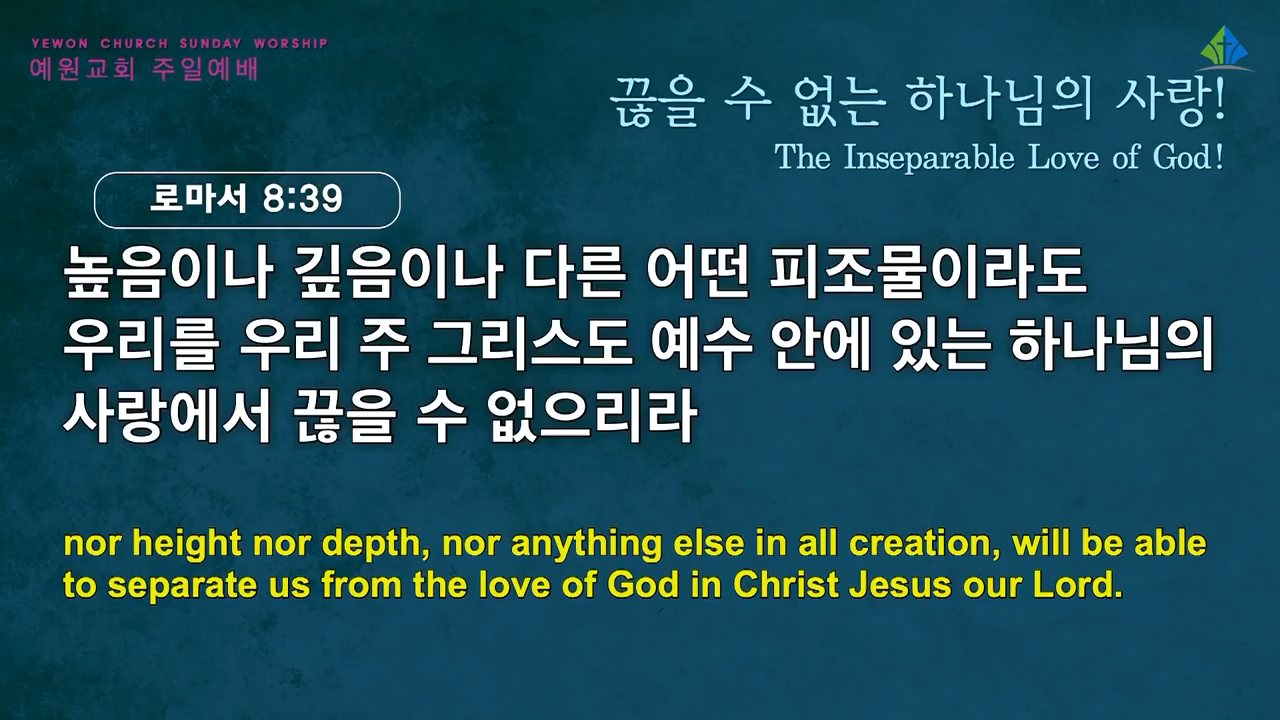 YEWON CHURCH SUNDAY WORSHIP
예원교회 주일예배
끊을 수 없는 하나님의 사랑!
The Inseparable Love of God!
로마서 8:39
높음이나 깊음이나 다른 어떤 피조물이라도
우리를 우리 주 그리스도 예수 안에 있는 하나님의
사랑에서 끊을 수 없으리라
nor height nor depth, nor anything else in all creation, will be able
to separate us from the love of God in Christ Jesus our Lord.